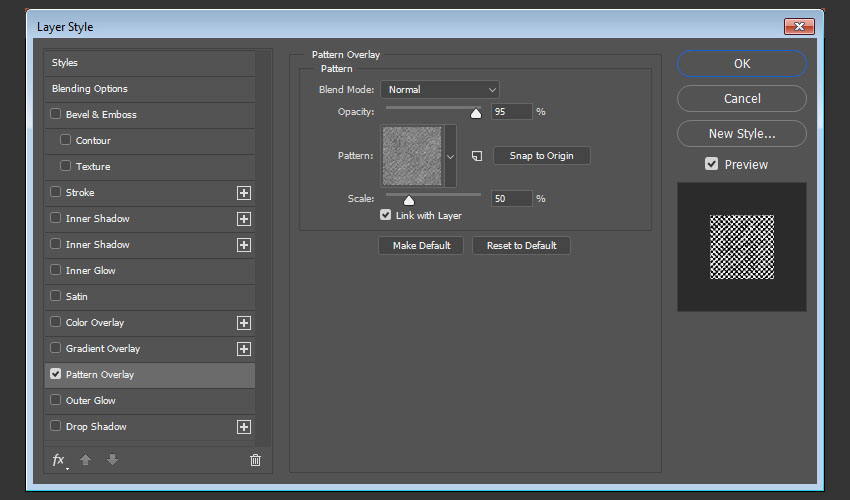 Layer Style
Styles
Blending Options
Bevel & Emboss
Contour
Texture
Stroke
Inner Shadow
Inner Shadow
Inner Glow
Satin
Color Overlay
Gradient Overlay
Pattern Overlay
Outer Glow
Drop Shadow
fx
Pattern Overlay
Pattern
Blend Mode: Normal
Opacity: 95 %
Pattern: Snap to Origin
Scale: 50 %
Link with Layer
Make Default Reset to Default
OK
Cancel
New Style...
Preview